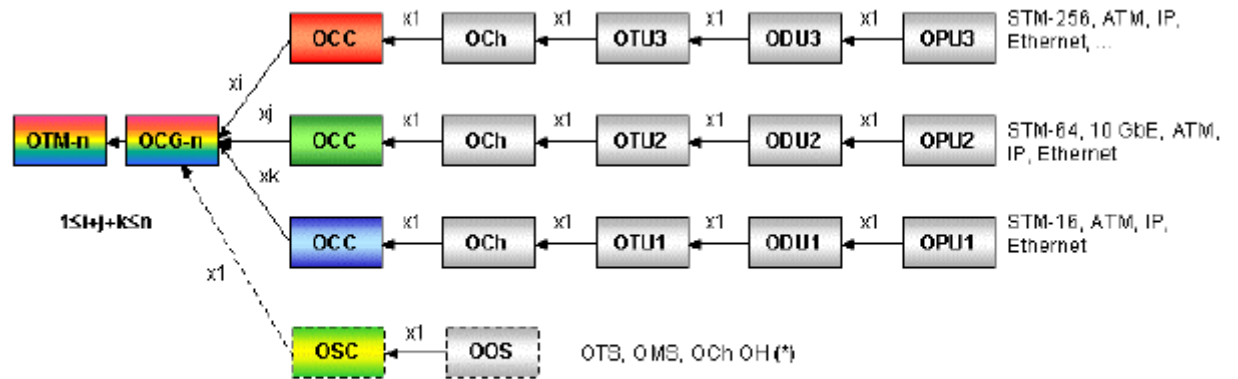 x1 x1 x1 x1
OCC OCh OTU3 ODU3 OPU3
STM-256, ATM, IP,
Ethernet, ...
xi
xj x1 x1 x1 x1
OTM-n OCG-n OCC OCh OTU2 ODU2 OPU2
STM-64, 10 GbE, ATM,
IP, Ethernet
xk
1≤i+j+k≤n
x1 x1 x1 x1
OCC OCh OTU1 ODU1 OPU1
STM-16, ATM, IP,
Ethernet
x1
x1
OSC OOS OTS, OMS, OCh OH (*)